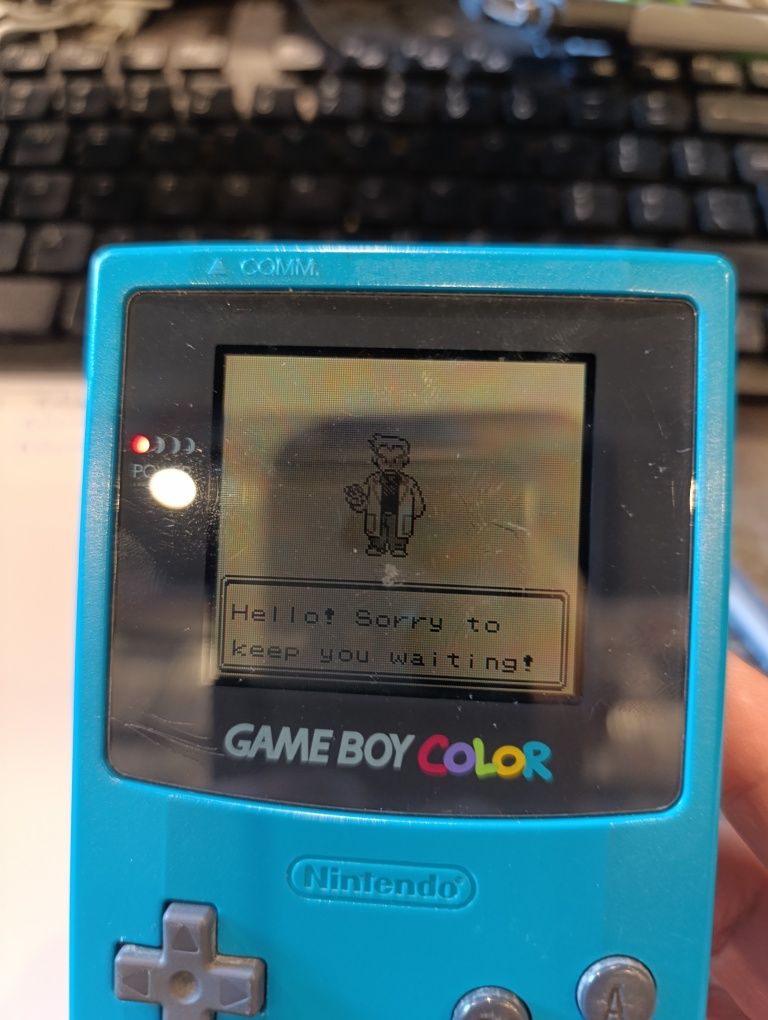 COMM.
POWER
Hello! Sorry to
keep you waiting!
GAME BOY COLOR
Nintendo®
A